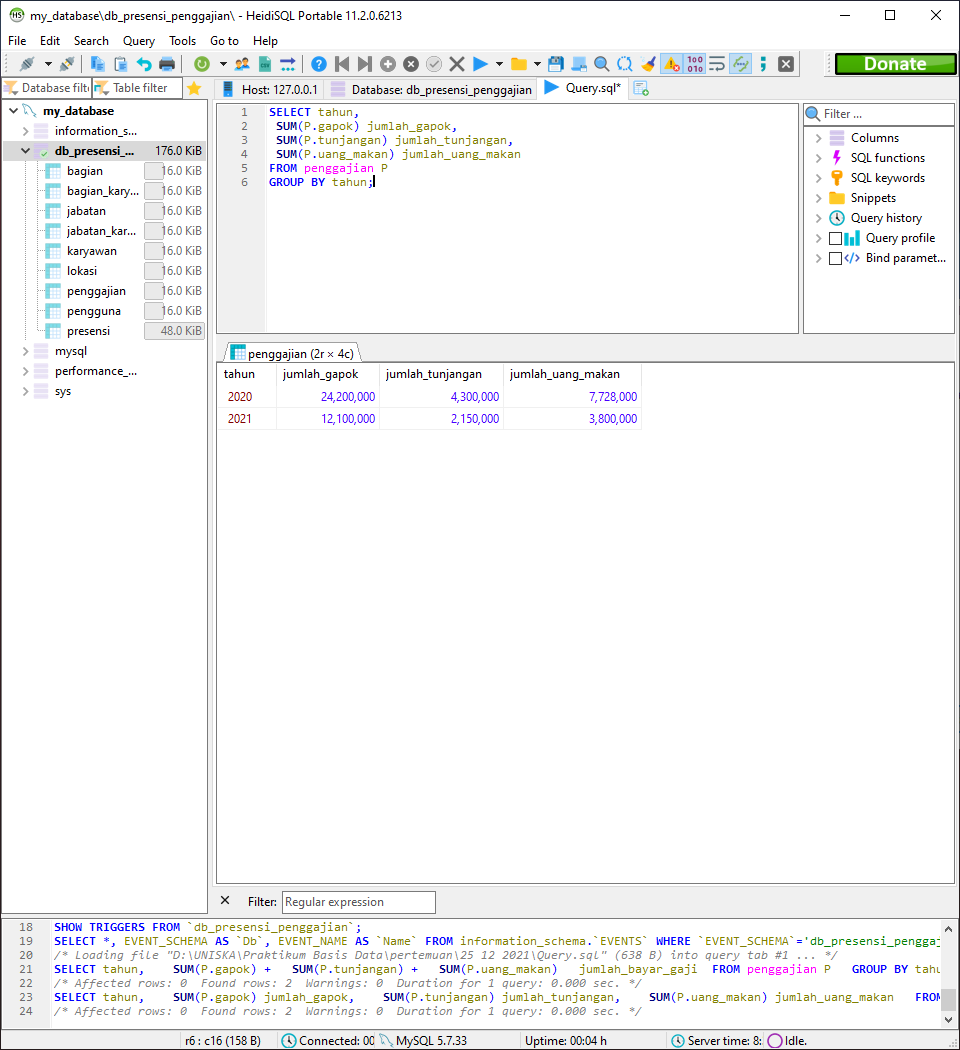 my_database\db_presensi_penggajian\ - HeidiSQL Portable 11.2.0.6213
File Edit Search Query Tools Go to Help
Donate
Database filt Table filter
Host: 127.0.0.1 Database: db_presensi_penggajian Query.sql*
my_database
information_s...
db_presensi_... 176.0 KiB
bagian 16.0 KiB
bagian_kary... 16.0 KiB
jabatan 16.0 KiB
jabatan_kar... 16.0 KiB
karyawan 16.0 KiB
lokasi 16.0 KiB
penggajian 16.0 KiB
pengguna 16.0 KiB
presensi 48.0 KiB
mysql
performance_...
sys
1 SELECT tahun,
2 SUM(P.gapok) jumlah_gapok,
3 SUM(P.tunjangan) jumlah_tunjangan,
4 SUM(P.uang_makan) jumlah_uang_makan
5 FROM penggajian P
6 GROUP BY tahun;
Filter ...
Columns
SQL functions
SQL keywords
Snippets
Query history
Query profile
Bind paramet...
penggajian (2r × 4c)
tahun jumlah_gapok jumlah_tunjangan jumlah_uang_makan
2020 24,200,000 4,300,000 7,728,000
2021 12,100,000 2,150,000 3,800,000
Filter: Regular expression
18 SHOW TRIGGERS FROM `db_presensi_penggajian`;
19 SELECT *, EVENT_SCHEMA AS `Db`, EVENT_NAME AS `Name` FROM information_schema.`EVENTS` WHERE `EVENT_SCHEMA`='db_presensi_penggaj
20 /* Loading file "D:\UNISKA\Praktikum Basis Data\pertemuan\25 12 2021\Query.sql" (638 B) into query tab #1 ... */
21 SELECT tahun, SUM(P.gapok) + SUM(P.tunjangan) + SUM(P.uang_makan) jumlah_bayar_gaji FROM penggajian P GROUP BY tahu
22 /* Affected rows: 0 Found rows: 2 Warnings: 0 Duration for 1 query: 0.000 sec. */
23 SELECT tahun, SUM(P.gapok) jumlah_gapok, SUM(P.tunjangan) jumlah_tunjangan, SUM(P.uang_makan) jumlah_uang_makan FROM
24 /* Affected rows: 0 Found rows: 2 Warnings: 0 Duration for 1 query: 0.000 sec. */
r6 : c16 (158 B) Connected: 00 MySQL 5.7.33 Uptime: 00:04 h Server time: 8: Idle.